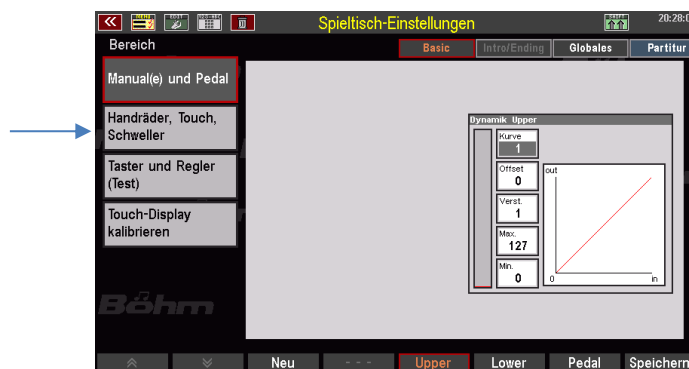 Spieltisch-Einstellungen
20:28:0
Bereich
Basic
Intro/Ending
Globales
Partitur
Manual(e) und Pedal
Handräder, Touch,
Schweller
Taster und Regler
(Test)
Touch-Display
kalibrieren
Dynamik Upper
Kurve
1
Offset
0
Verst.
1
Max.
127
Min.
0
out
0
in
Böhm
Neu
- - -
Upper
Lower
Pedal
Speichern